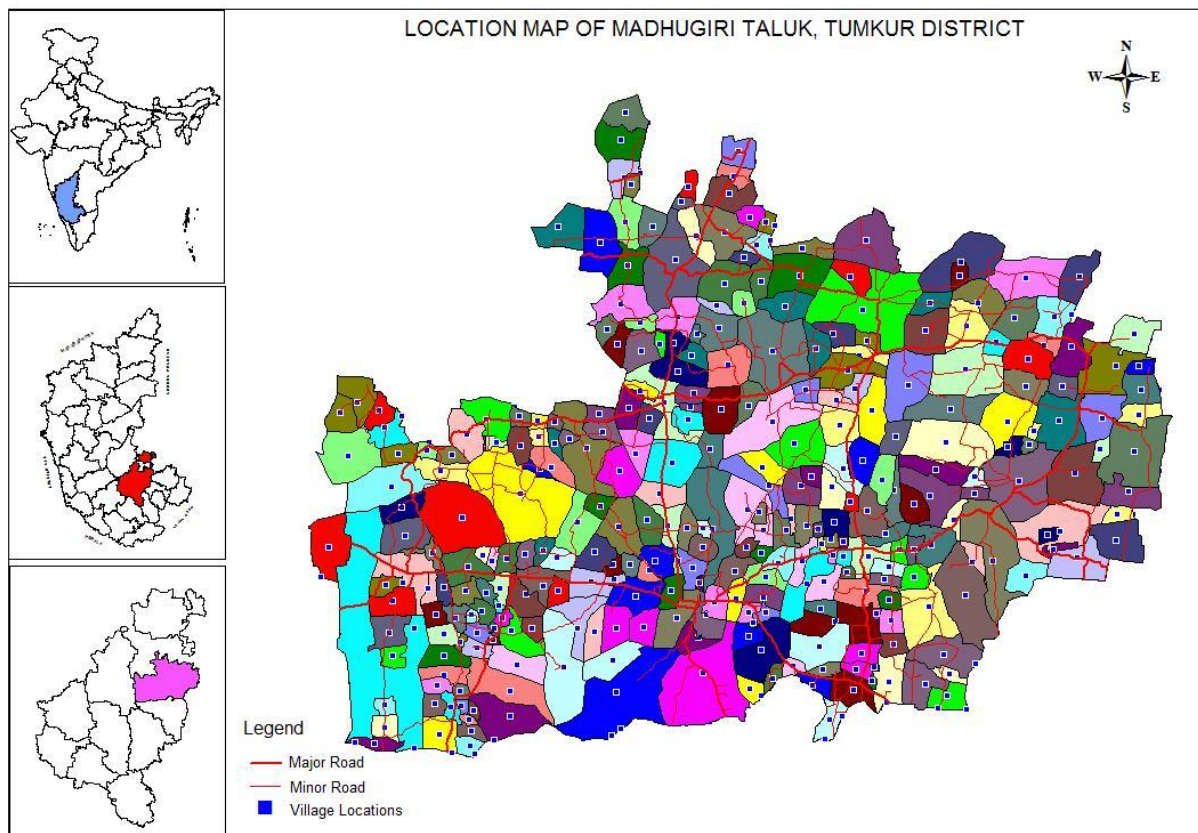 LOCATION MAP OF MADHUGIRI TALUK, TUMKUR DISTRICT
N
W E
S
Legend
Major Road
Minor Road
Village Locations